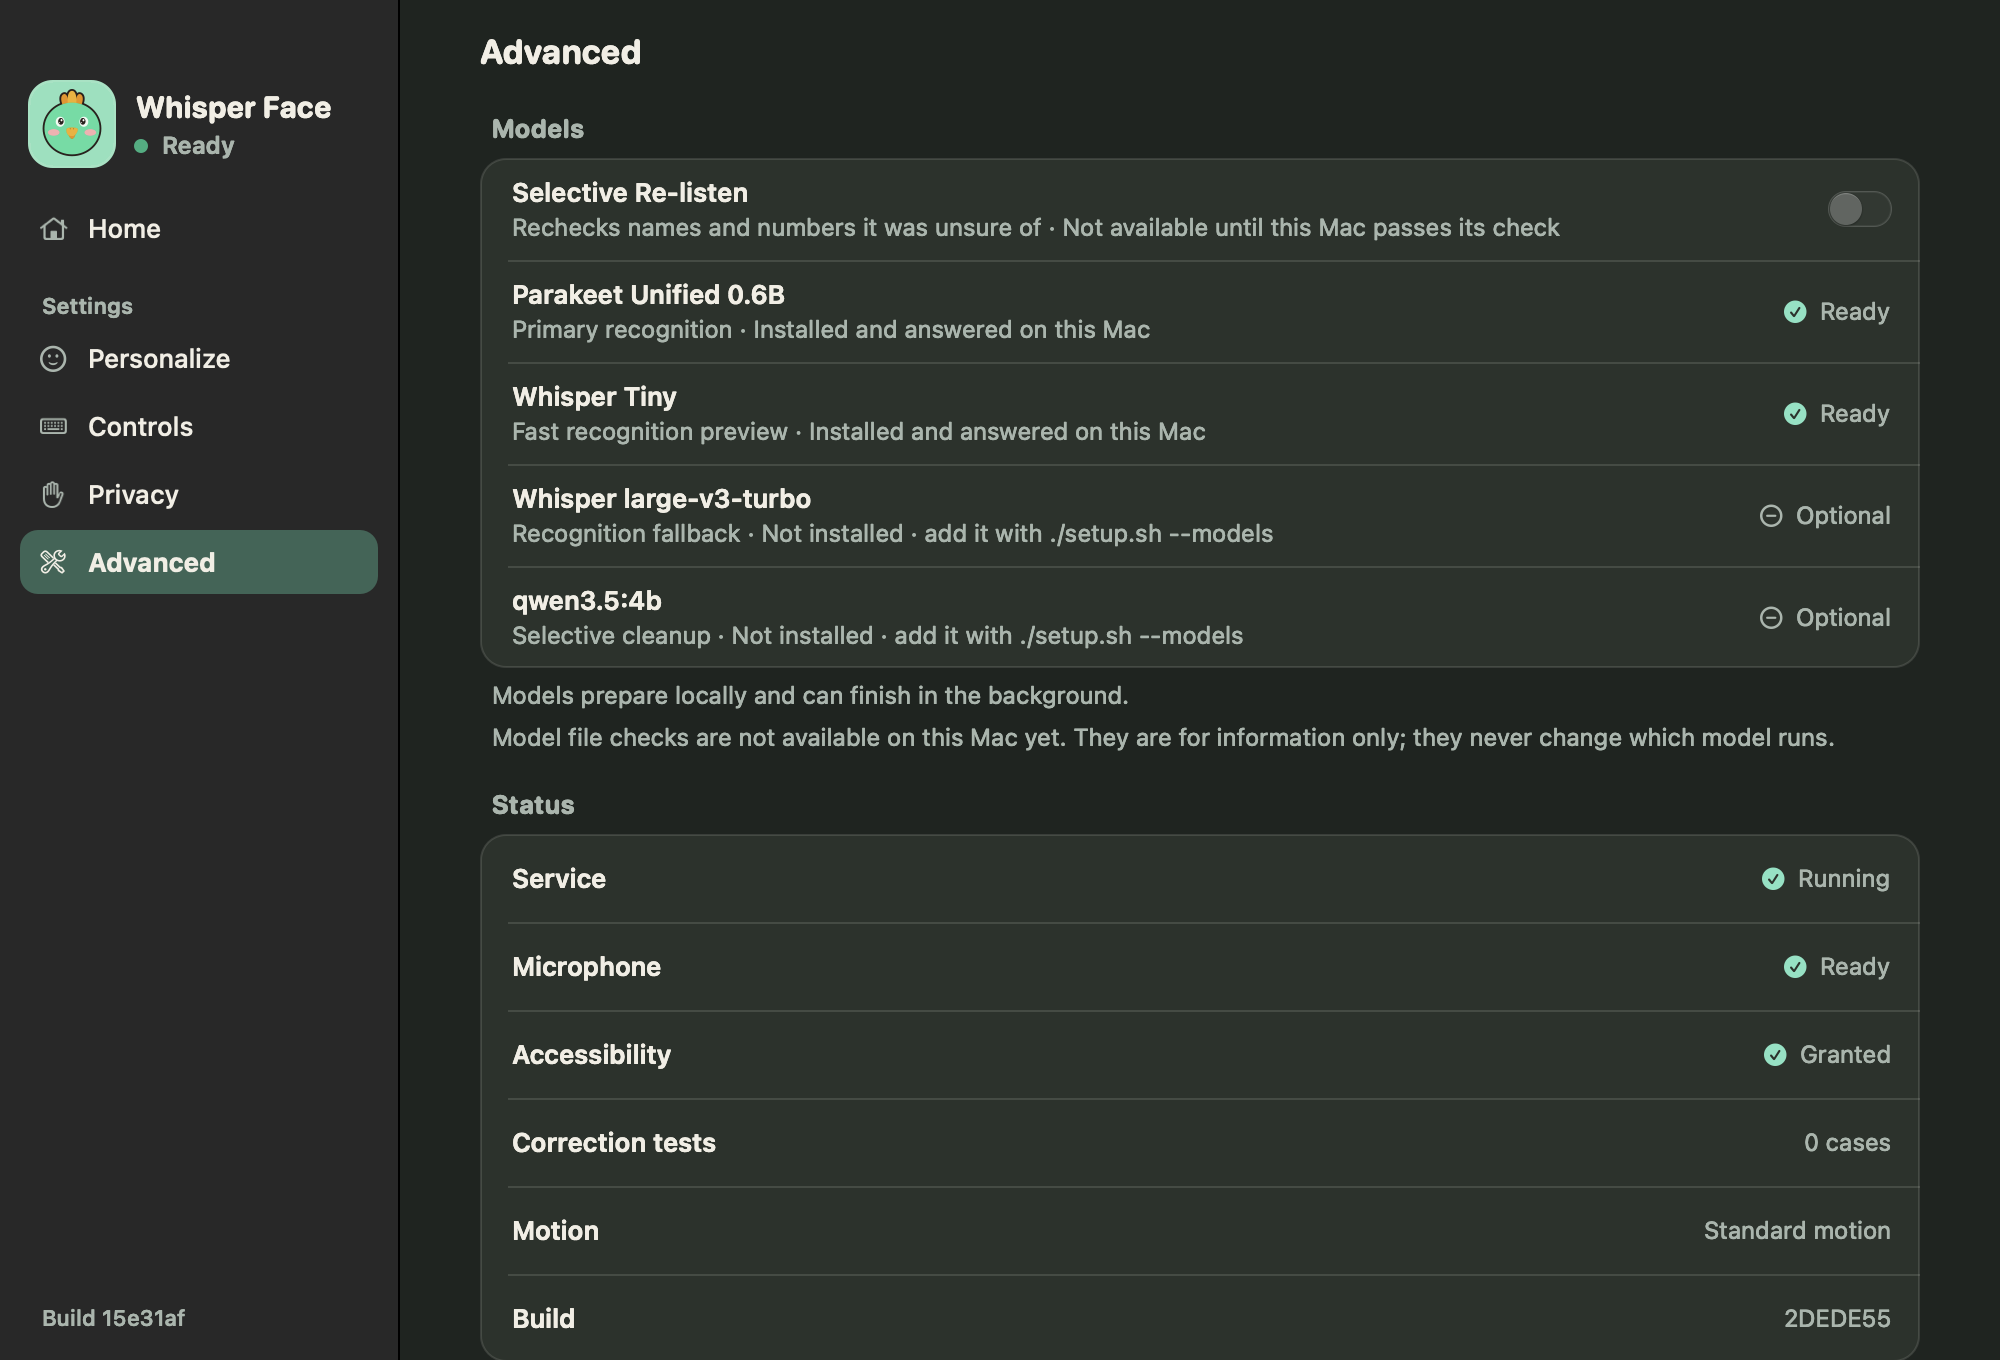 Whisper Face
Ready
Home
Settings
Personalize
Controls
Privacy
Advanced
Build 15e31af
Advanced
Models
Selective Re-listen
Rechecks names and numbers it was unsure of · Not available until this Mac passes its check
Parakeet Unified 0.6B
Primary recognition · Installed and answered on this Mac
Ready
Whisper Tiny
Fast recognition preview · Installed and answered on this Mac
Ready
Whisper large-v3-turbo
Recognition fallback · Not installed · add it with ./setup.sh --models
Optional
qwen3.5:4b
Selective cleanup · Not installed · add it with ./setup.sh --models
Optional
Models prepare locally and can finish in the background.
Model file checks are not available on this Mac yet. They are for information only; they never change which model runs.
Status
Service
Running
Microphone
Ready
Accessibility
Granted
Correction tests
0 cases
Motion
Standard motion
Build
2DEDE55